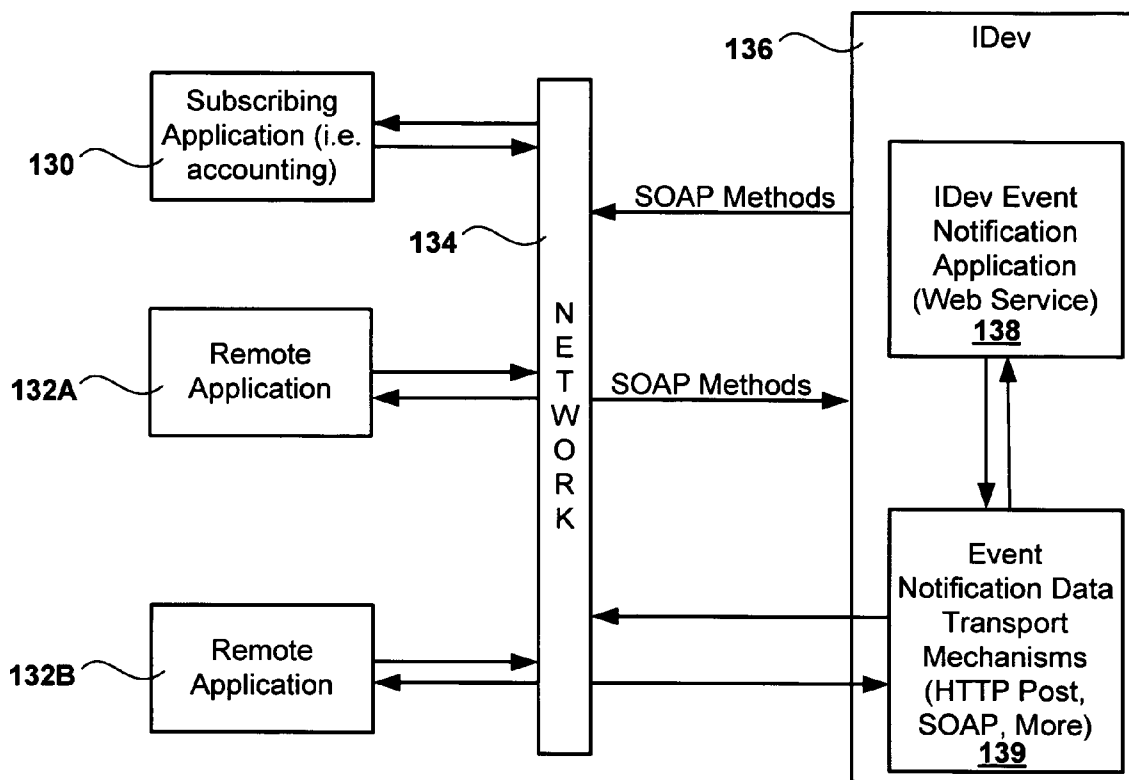 136
IDev
Subscribing
Application (i.e.
accounting)
130
SOAP Methods
134
IDev Event
Notification
Application
(Web Service)
138
NETWORK
Remote
Application
132A
SOAP Methods
Remote
Application
132B
Event
Notification Data
Transport
Mechanisms
(HTTP Post,
SOAP, More)
139